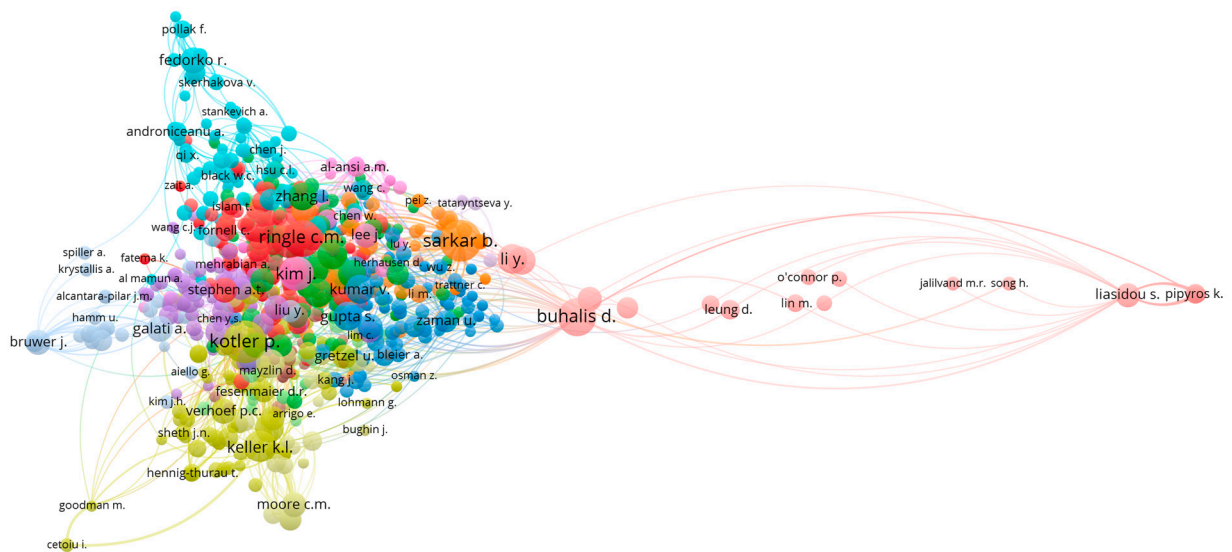 pollak f.
fedorko r.
skerhakova v.
stankevich a.
androniceanu a.
chen j.
qi x.
al-ansi a.m.
hsu c.l.
black w.c.
zait a.
wang c.
zhang l.
pei z.
tataryntseva y.
islam t.
chen w.
wang c.j.
fornell c.
ringle c.m.
lee j.
sarkar b.
lu y.
spiller a.
fatema k.
li y.
herhausen d.
krystallis a.
mehrabian a.
wu z.
al mamun a.
kim j.
o'connor p.
trattner c.
jalilvand m.r.
song h.
stephen a.t.
kumar v.
alcantara-pilar j.m.
li m.
liasidou s.
pipyros k.
lin m.
leung d.
liu y.
hamm u.
chen y.s.
gupta s.
buhalis d.
zaman u.
galati a.
lim c.
bruwer j.
kotler p.
gretzel u.
bleier a.
aiello g.
mayzlin d.
osman z.
kang j.
fesenmaier d.r.
kim j.h.
lohmann g.
verhoef p.c.
arrigo e.
bughin j.
sheth j.n.
keller k.l.
hennig-thurau t.
goodman m.
moore c.m.
cetoiu i.